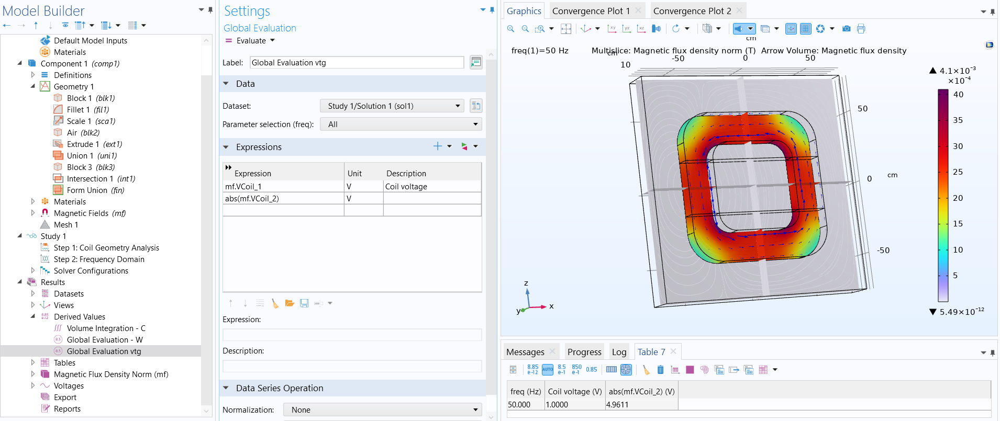 Model Builder
Default Model Inputs
Materials
Component 1 (comp1)
Definitions
Geometry 1
Block 1 (blk1)
Fillet 1 (fil1)
Scale 1 (sca1)
Air (blk2)
Extrude 1 (ext1)
Union 1 (uni1)
Block 3 (blk3)
Intersection 1 (int1)
Form Union (fin)
Materials
Magnetic Fields (mf)
Mesh 1
Study 1
Step 1: Coil Geometry Analysis
Step 2: Frequency Domain
Solver Configurations
Results
Datasets
Views
8.85
e-12
Derived Values
Volume Integration - C
8.5 Global Evaluation - W
8.5 Global Evaluation vtg
Tables
Magnetic Flux Density Norm (mf)
Voltages
Export
Reports
Settings
Global Evaluation
= Evaluate
Label: Global Evaluation vtg
Data
Dataset: Study 1/Solution 1 (sol1)
Parameter selection (freq): All
Expressions
Expression Unit Description
mf.VCoil_1 V Coil voltage
abs(mf.VCoil_2) V
Expression:
Description:
Data Series Operation
Normalization: None
Graphics Convergence Plot 1 Convergence Plot 2
xy yz xz
cm
freq(1)=50 Hz Multislice: Magnetic flux density norm (T) Arrow Volume: Magnetic flux density
cm
-50 0 50
10
50
0 cm
-50
z
y x
▲ 4.1×10⁻³
×10⁻⁴
40
35
30
25
20
15
10
5
▼ 5.49×10⁻¹²
Messages Progress Log Table 7
8.85 e-12 AUTO 8.5 e-1 850 e-1 0.85
freq (Hz) Coil voltage (V) abs(mf.VCoil_2) (V)
50.000 1.0000 4.9611